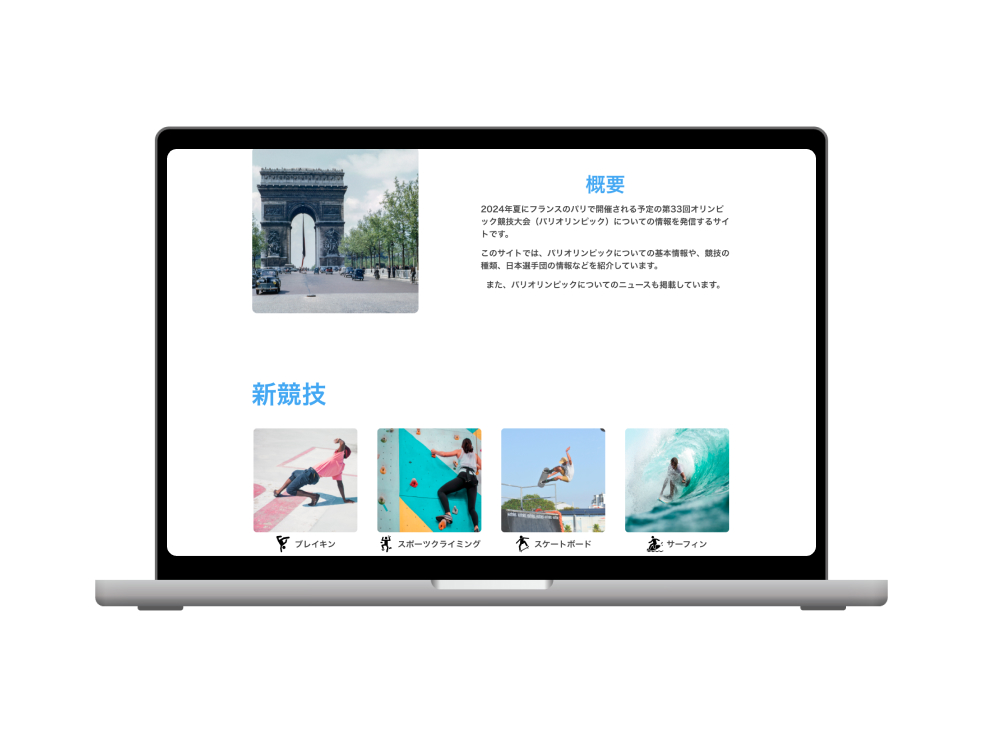 概要
2024年夏にフランスのパリで開催される予定の第33回オリンピ
ック競技大会（パリオリンピック）についての情報を発信するサイ
トです。
このサイトでは、パリオリンピックについての基本情報や、競技の
種類、日本選手団の情報などを紹介しています。
また、パリオリンピックについてのニュースも掲載しています。
新競技
ブレイキン
スポーツクライミング
スケートボード
サーフィン